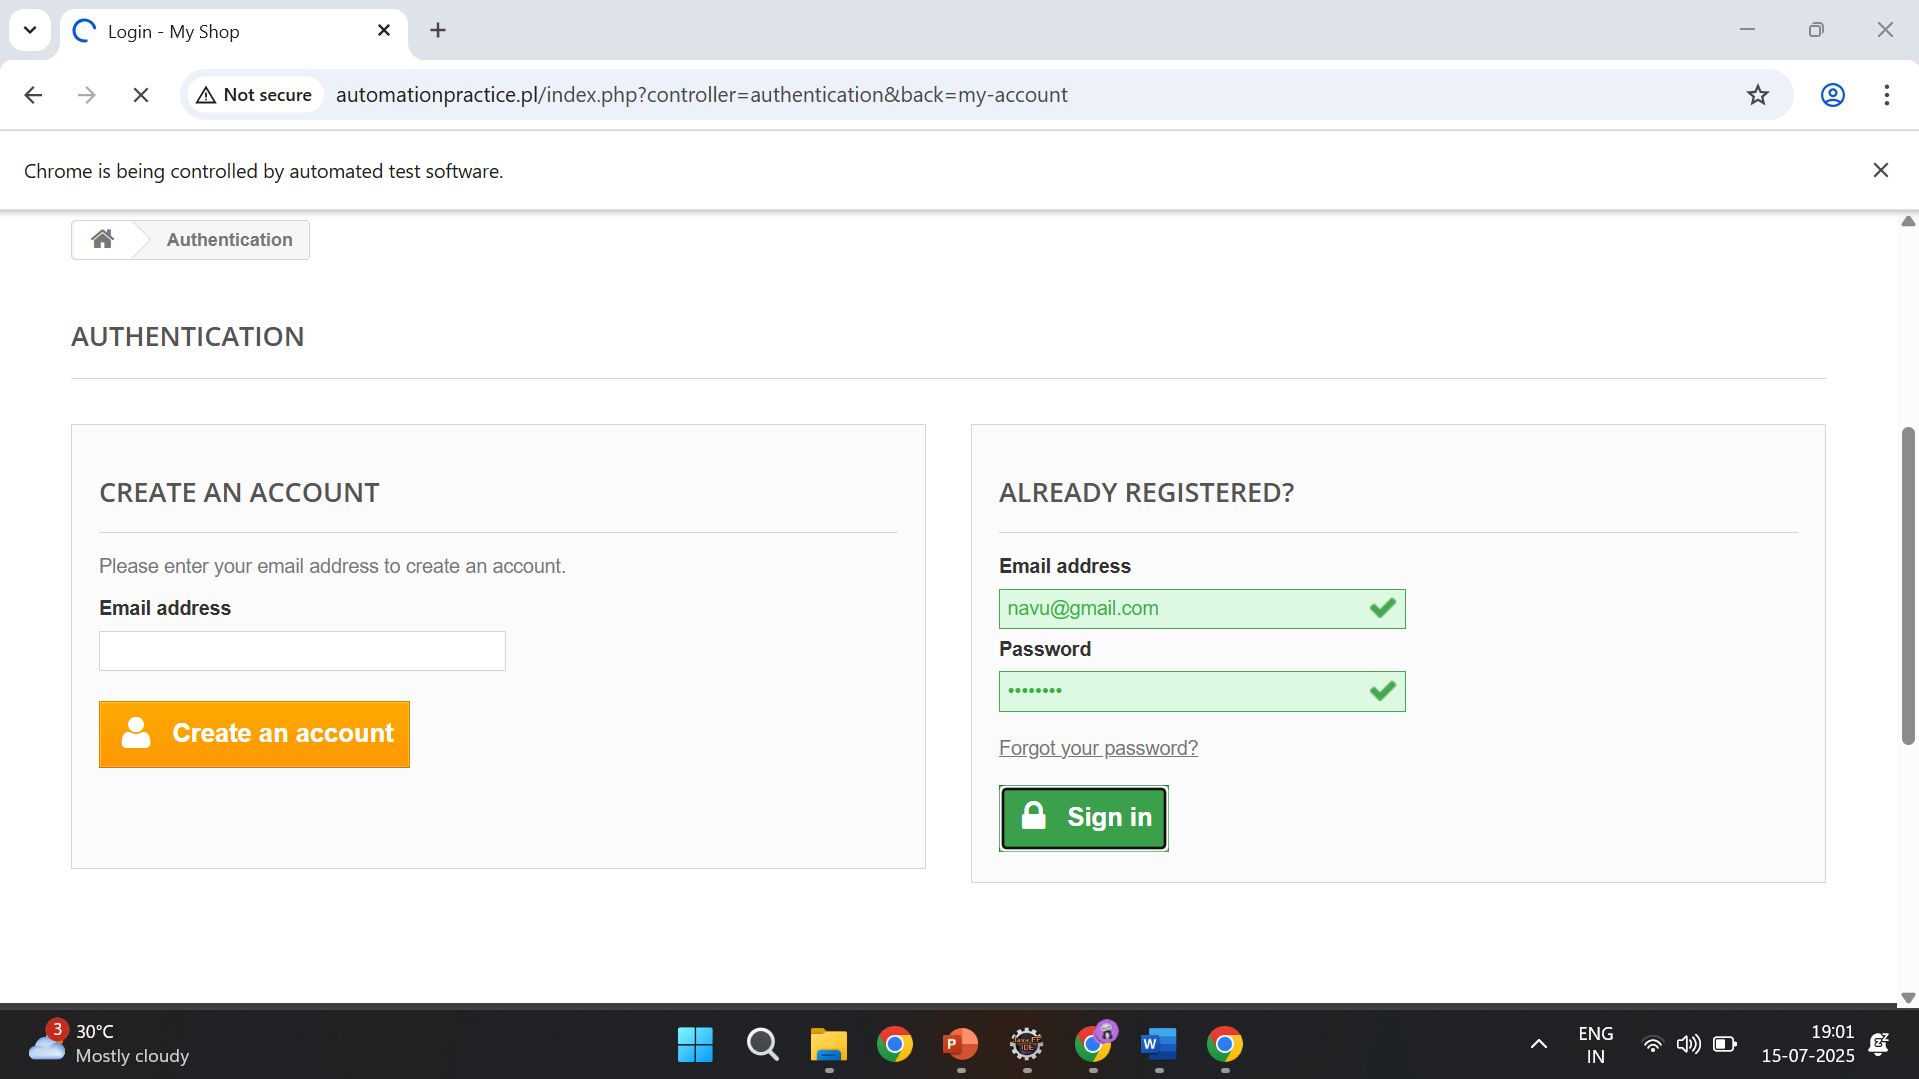 Login - My Shop
Not secure
automationpractice.pl/index.php?controller=authentication&back=my-account
Chrome is being controlled by automated test software.
Authentication
AUTHENTICATION
CREATE AN ACCOUNT
Please enter your email address to create an account.
Email address
Create an account
ALREADY REGISTERED?
Email address
navu@gmail.com
Password
••••••••
Forgot your password?
Sign in
3
30°C
Mostly cloudy
P
Java EE
IDE
W
ENG
IN
19:01
15-07-2025